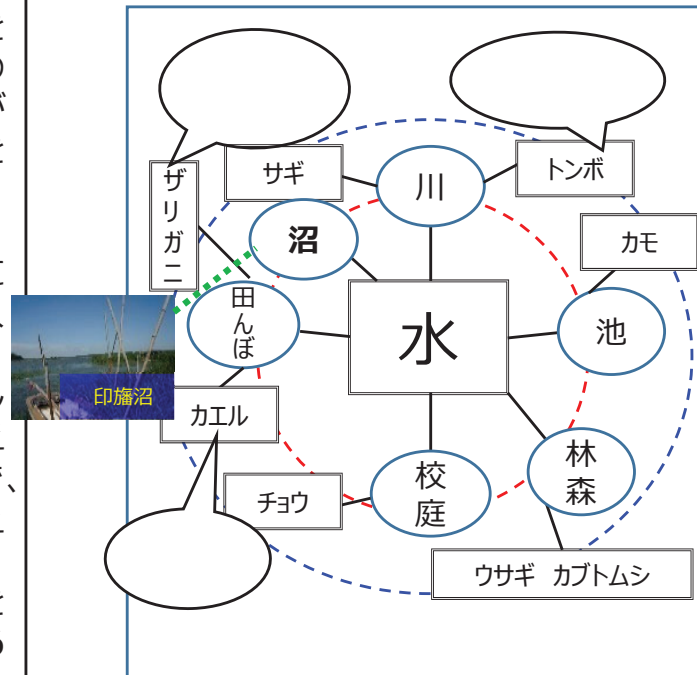 ザリガニ
サギ
川
トンボ
沼
カモ
田んぼ
水
池
印旛沼
カエル
校庭
林
森
チョウ
ウサギ カブトムシ